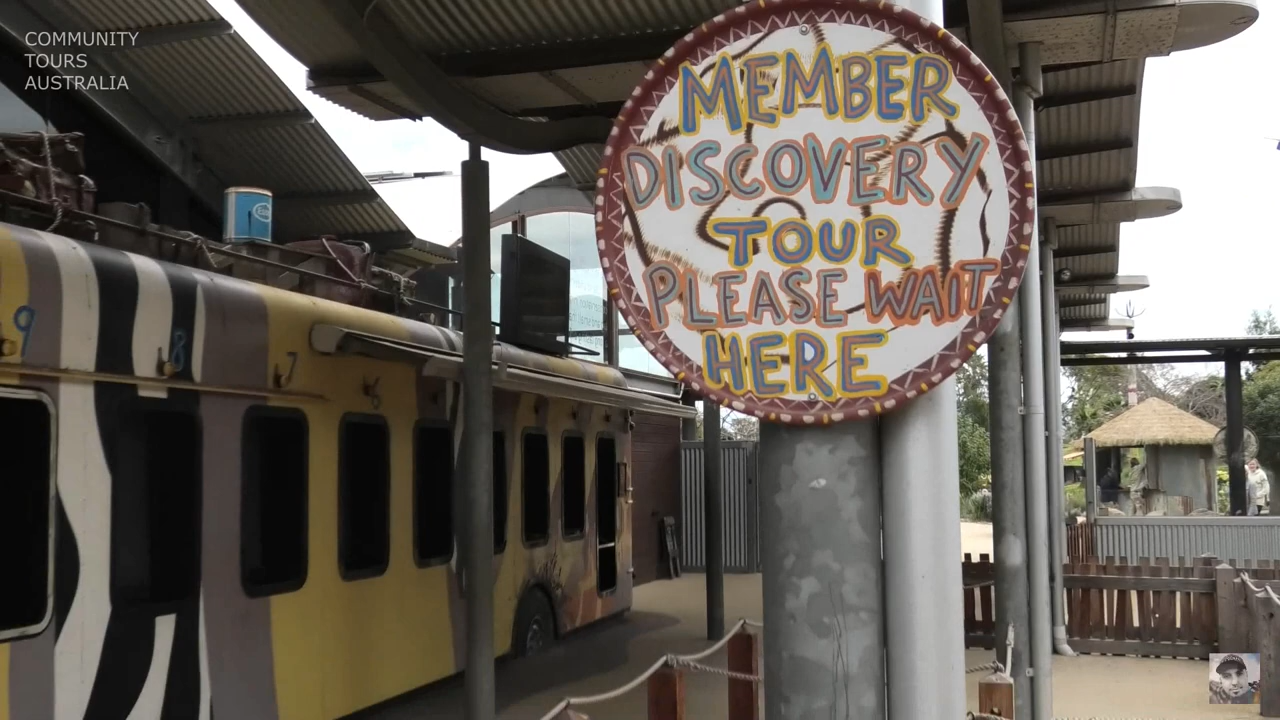 COMMUNITY
TOURS
AUSTRALIA
MEMBER
DISCOVERY
TOUR
PLEASE WAIT
HERE
9
8
7
6